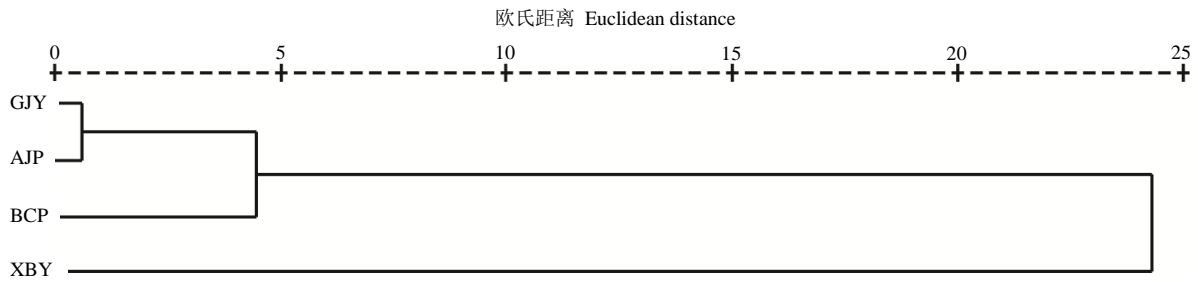 欧氏距离 Euclidean distance
0 5 10 15 20 25
GJY
AJP
BCP
XBY